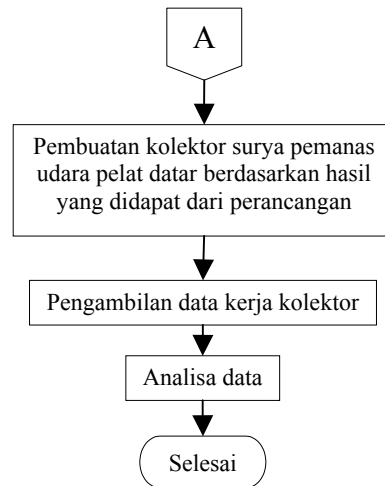 A
Pembuatan kolektor surya pemanas
udara pelat datar berdasarkan hasil
yang didapat dari perancangan
Pengambilan data kerja kolektor
Analisa data
Selesai